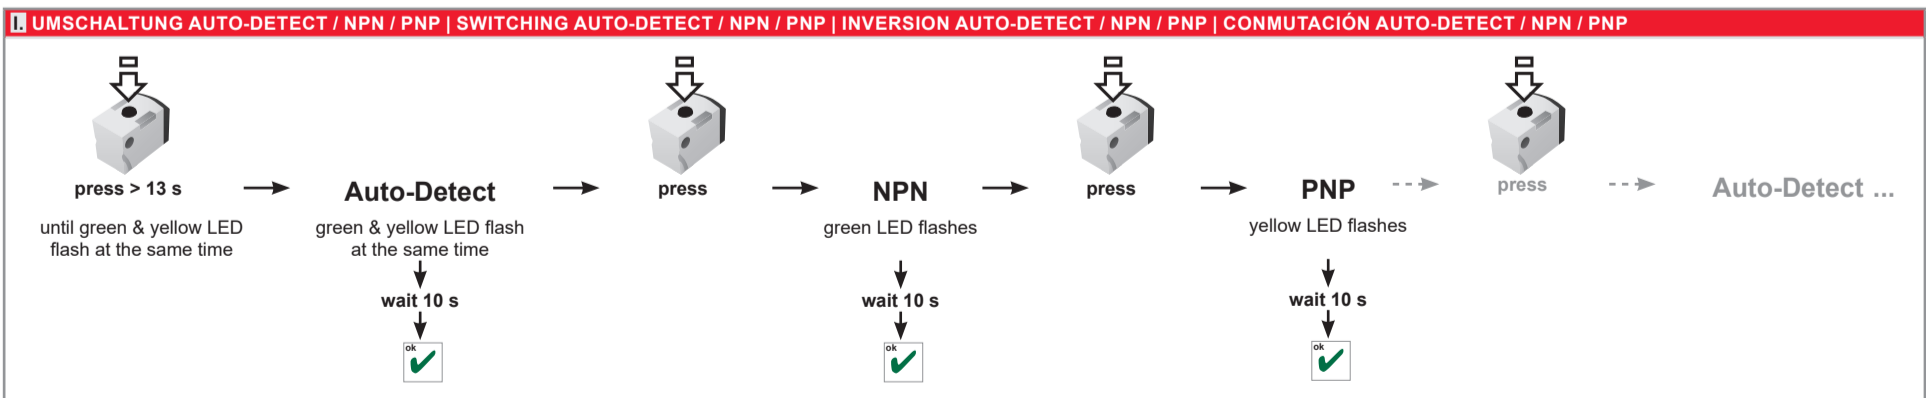 I. UMSCHALTUNG AUTO-DETECT / NPN / PNP | SWITCHING AUTO-DETECT / NPN / PNP | INVERSION AUTO-DETECT / NPN / PNP | CONMUTACIÓN AUTO-DETECT / NPN / PNP
press > 13 s
until green & yellow LED
flash at the same time
Auto-Detect
green & yellow LED flash
at the same time
wait 10 s
ok
press
NPN
green LED flashes
wait 10 s
ok
press
PNP
yellow LED flashes
wait 10 s
ok
press
Auto-Detect ...